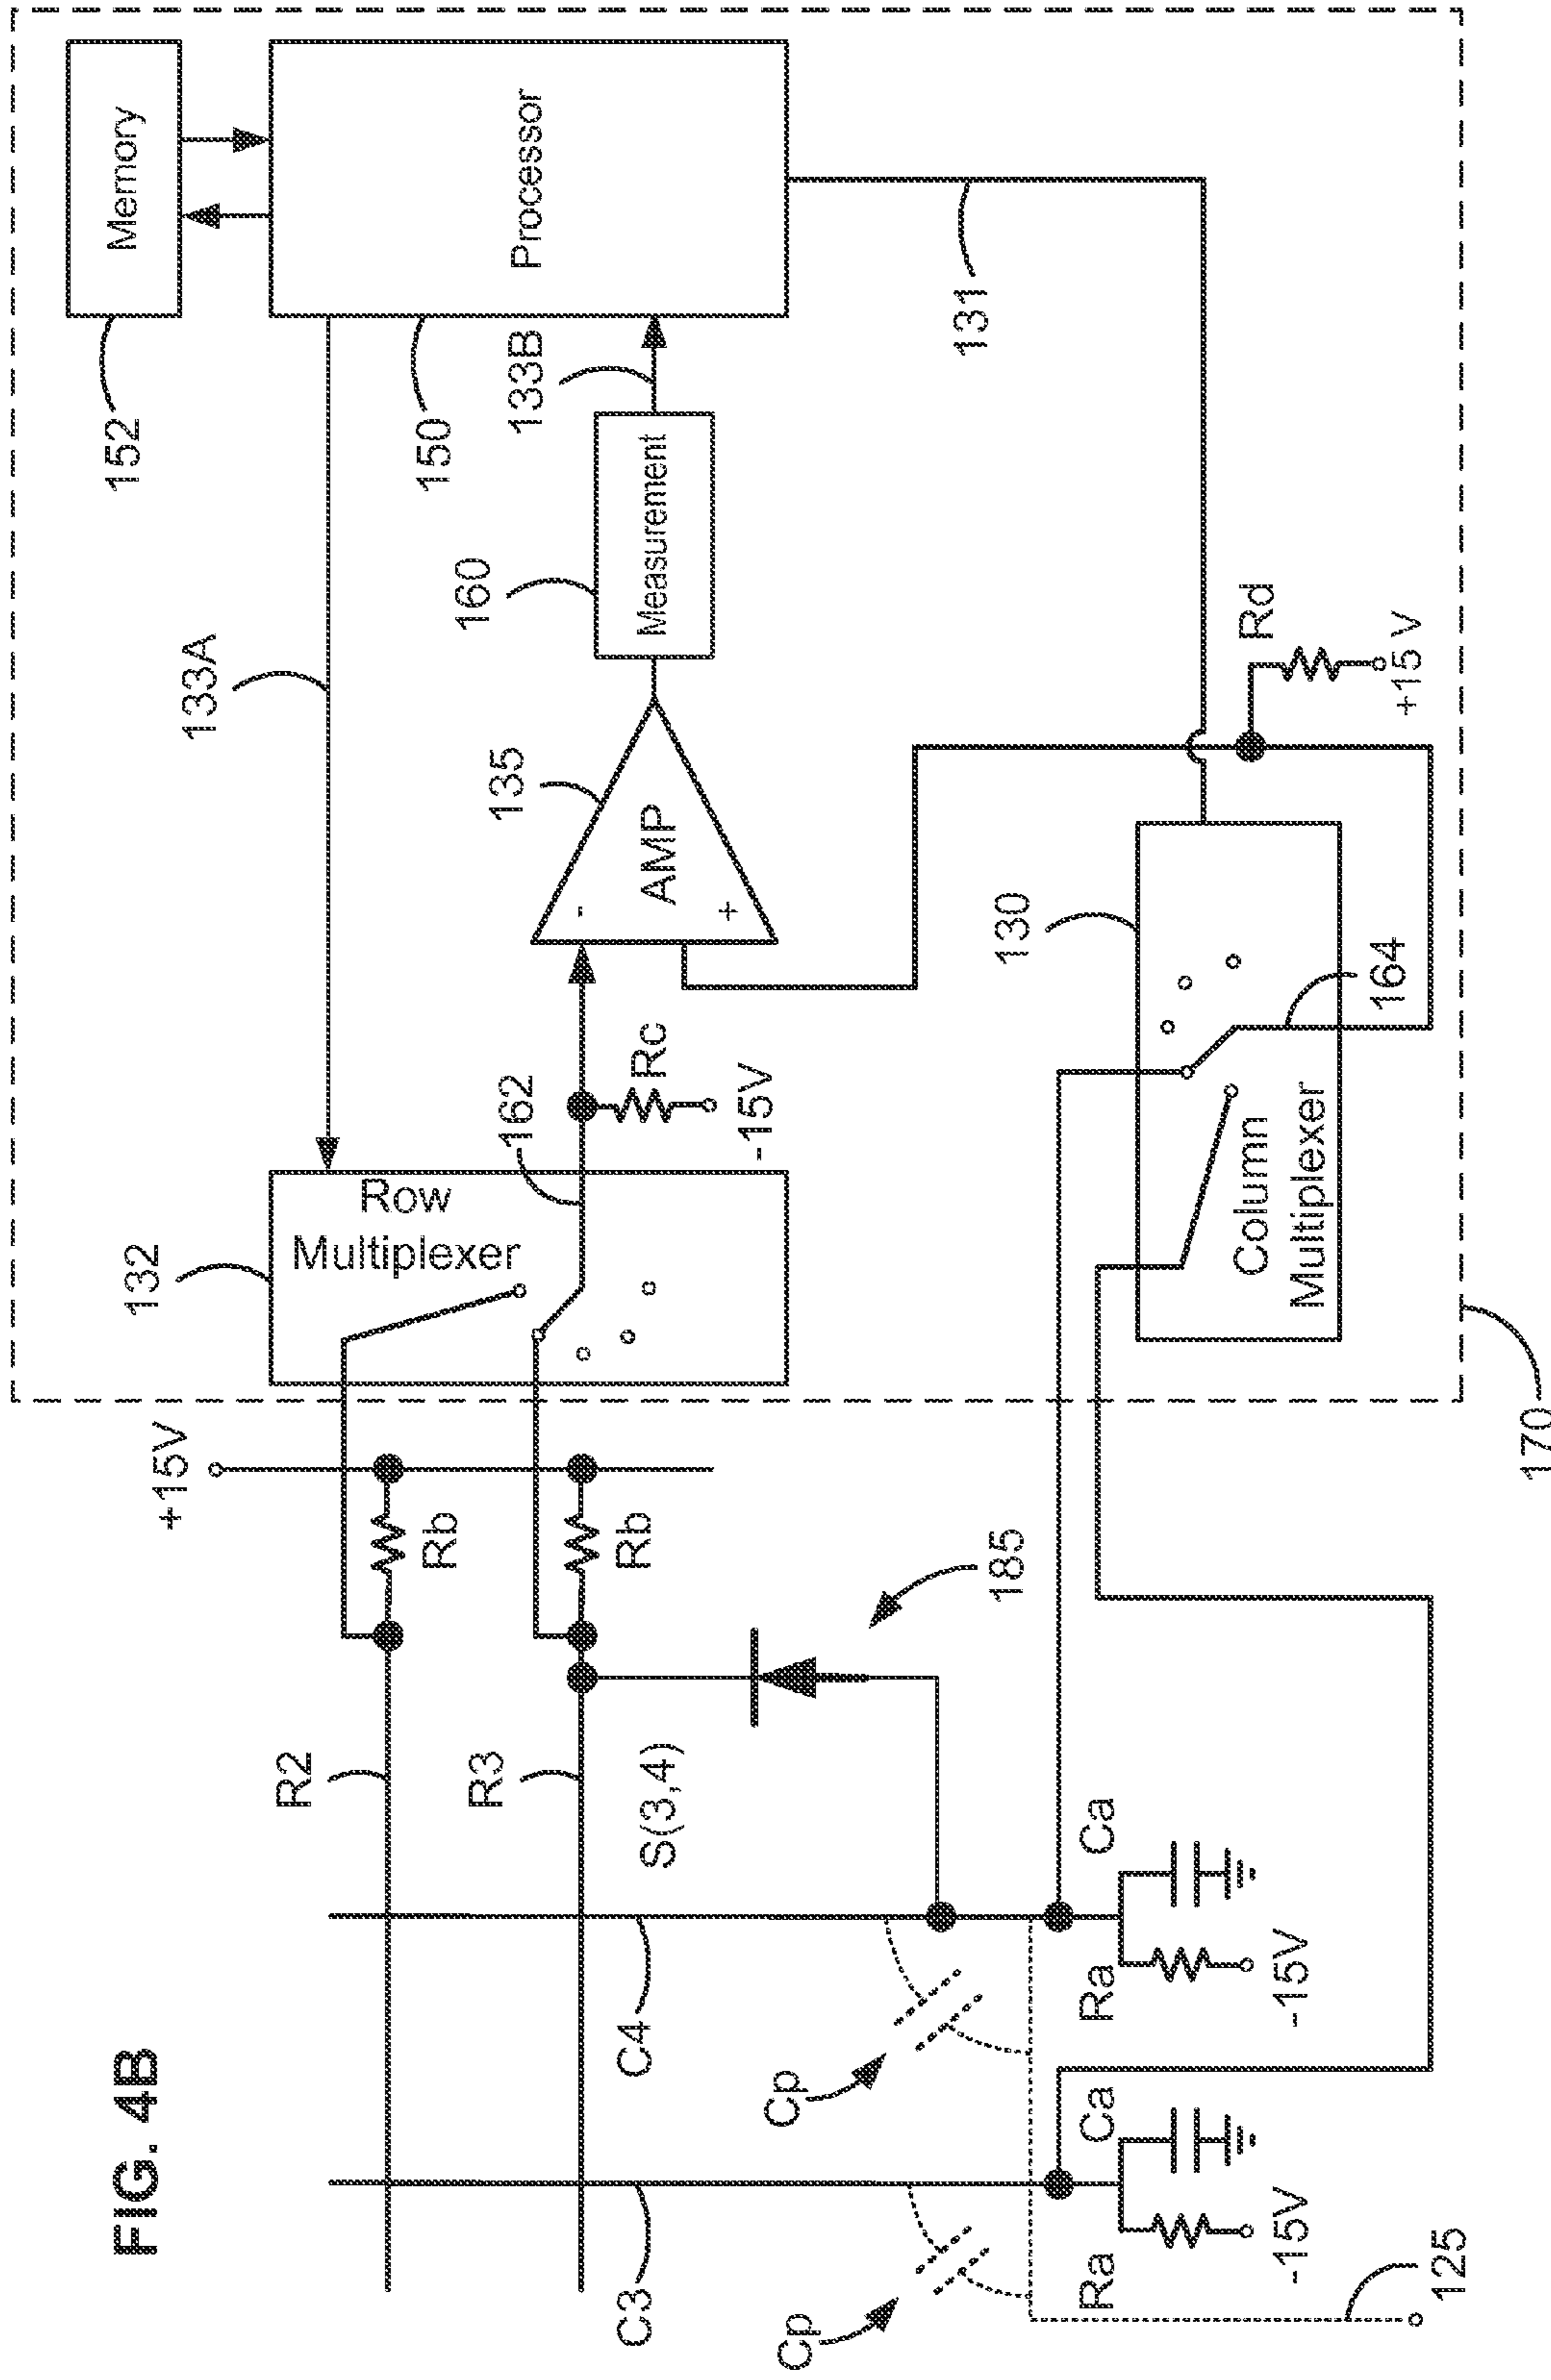 FIG. 4B
152
Memory
133A
150
Processor
132
Row
Multiplexer
162
Rc
-15V
135
AMP
-
+
160
Measurement
133B
131
+15V
R2
Rb
R3
Rb
S(3,4)
185
C3
C4
Cp
Cp
Ra
Ca
-15V
Ra
Ca
-15V
125
130
Column
Multiplexer
164
Rd
+15 V
170